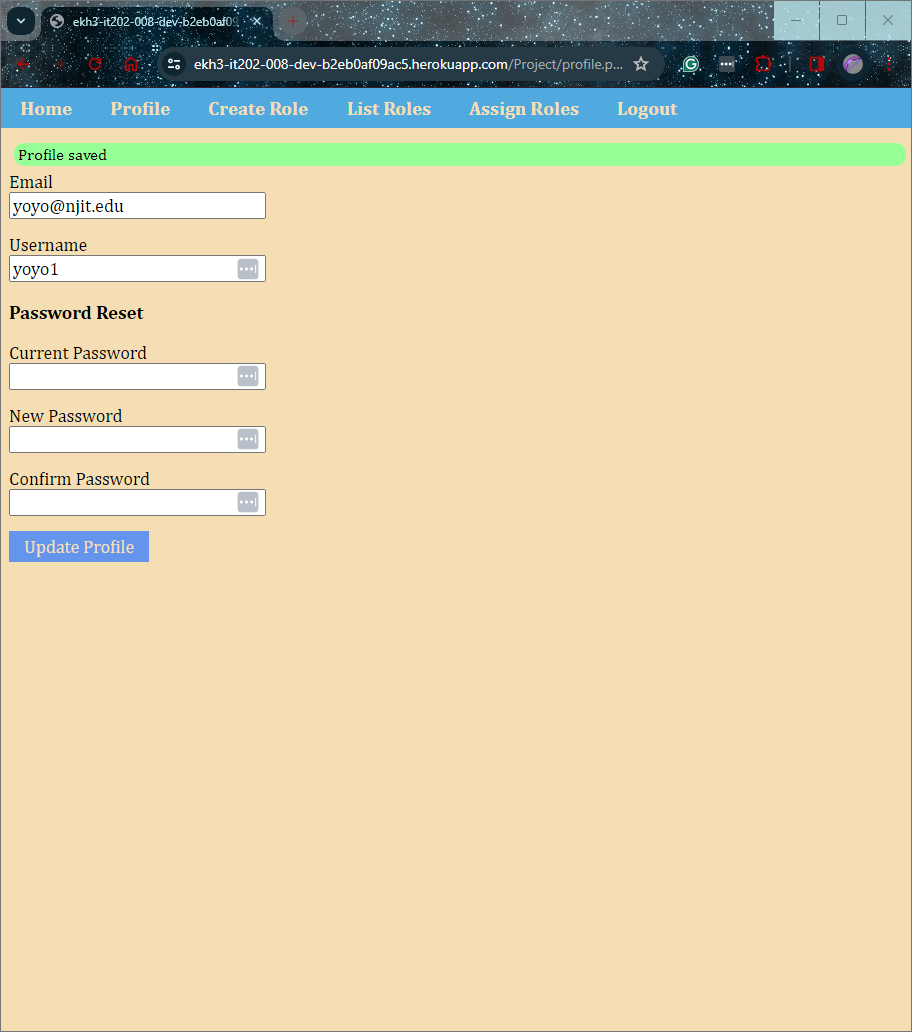 ekh3-it202-008-dev-b2eb0af09
ekh3-it202-008-dev-b2eb0af09ac5.herokuapp.com/Project/profile.p...
Home Profile Create Role List Roles Assign Roles Logout
Profile saved
Email
yoyo@njit.edu
Username
yoyo1
Password Reset
Current Password
New Password
Confirm Password
Update Profile